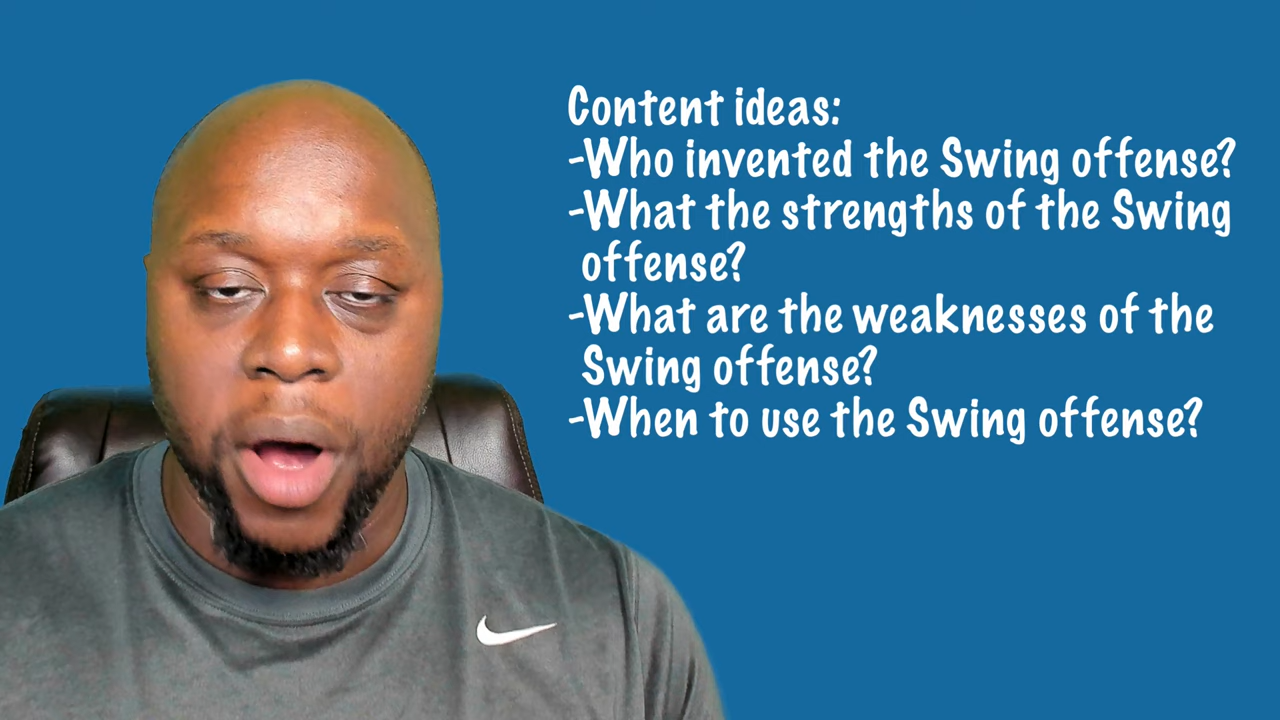 Content ideas:
-Who invented the Swing offense?
-What the strengths of the Swing
offense?
-What are the weaknesses of the
Swing offense?
-When to use the Swing offense?